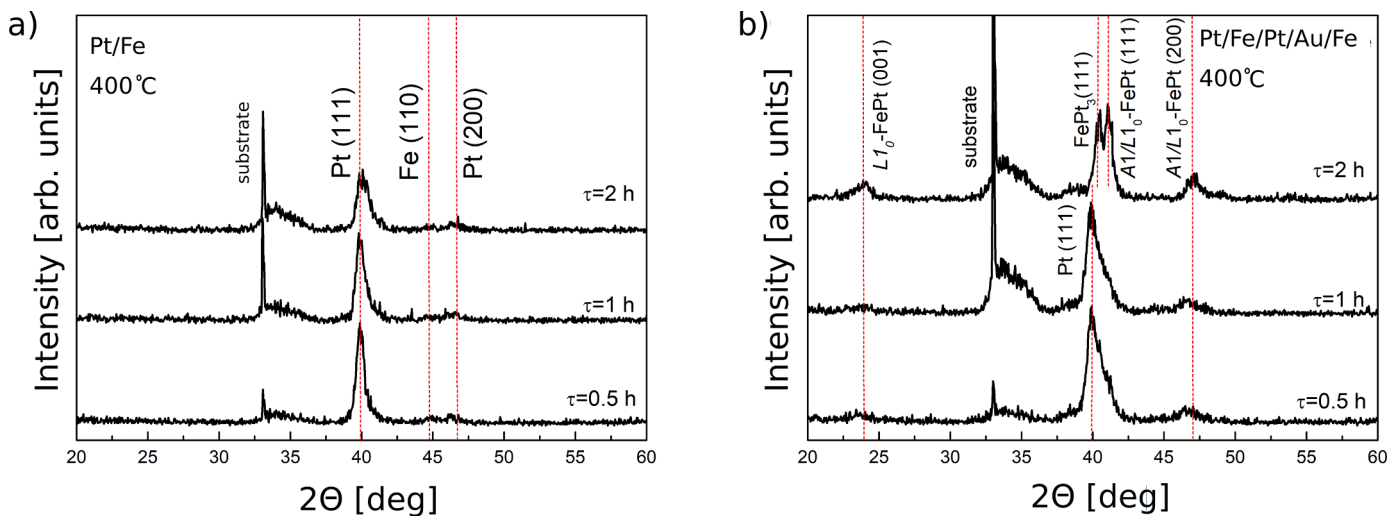 a)
Pt/Fe
400°C
substrate
Pt (111)
Fe (110)
Pt (200)
τ=2 h
τ=1 h
τ=0.5 h
Intensity [arb. units]
20 25 30 35 40 45 50 55 60
2Θ [deg]
b)
Pt/Fe/Pt/Au/Fe
400°C
L1₀-FePt (001)
substrate
Pt (111)
FePt₃(111)
A1/L1₀-FePt (111)
A1/L1₀-FePt (200)
τ=2 h
τ=1 h
τ=0.5 h
Intensity [arb. units]
20 25 30 35 40 45 50 55 60
2Θ [deg]